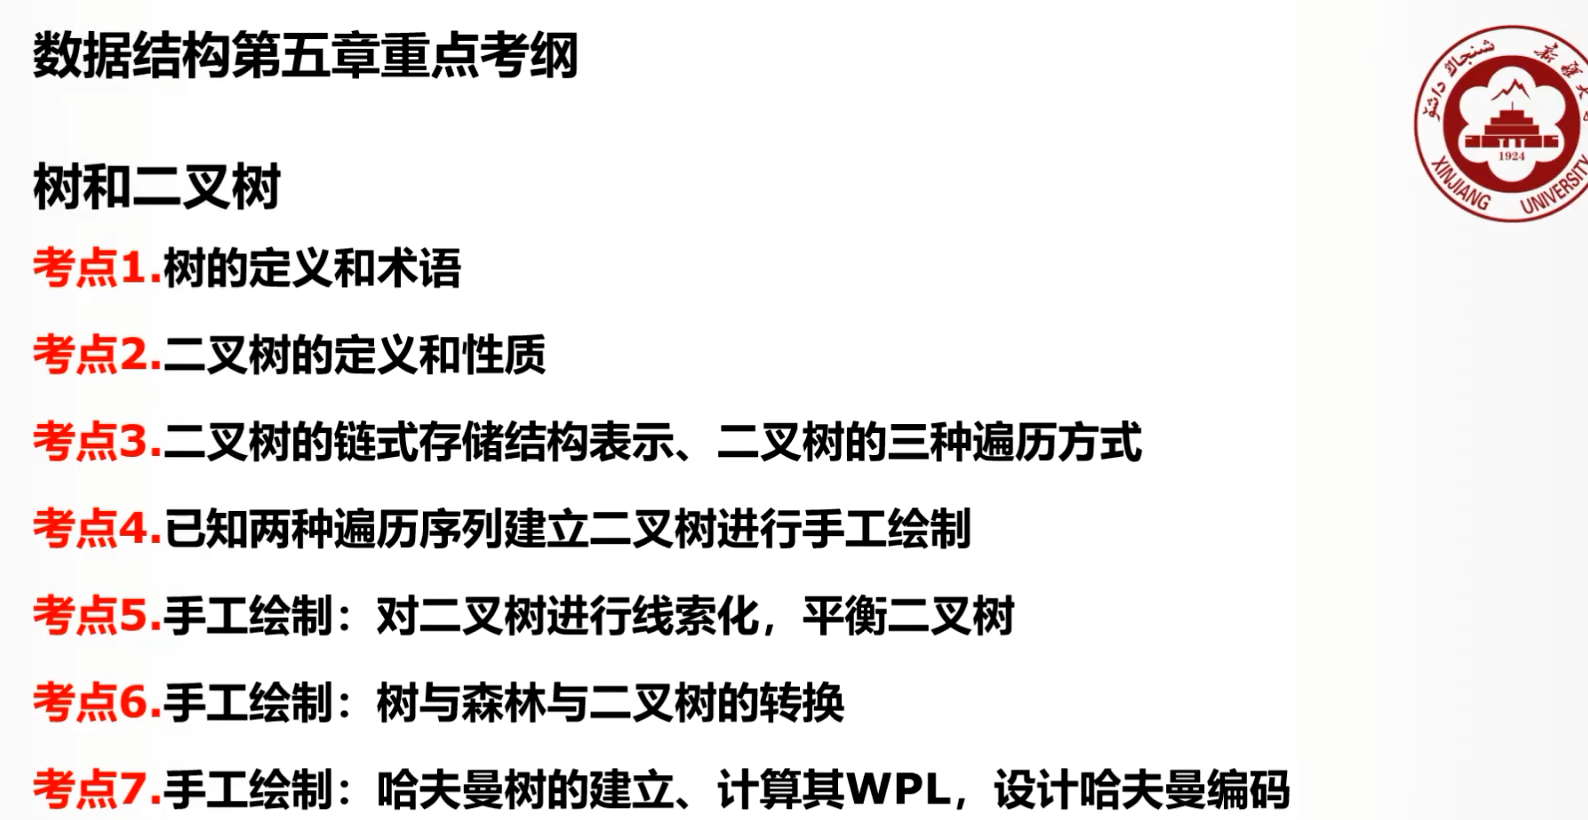 数据结构第五章重点考纲
树和二叉树
考点1.树的定义和术语
考点2.二叉树的定义和性质
考点3.二叉树的链式存储结构表示、二叉树的三种遍历方式
考点4.已知两种遍历序列建立二叉树进行手工绘制
考点5.手工绘制：对二叉树进行线索化，平衡二叉树
考点6.手工绘制：树与森林与二叉树的转换
考点7.手工绘制：哈夫曼树的建立、计算其WPL，设计哈夫曼编码
شىنجاڭ داشۆ
新疆大
1924
XINJIANG UNIVERSITY